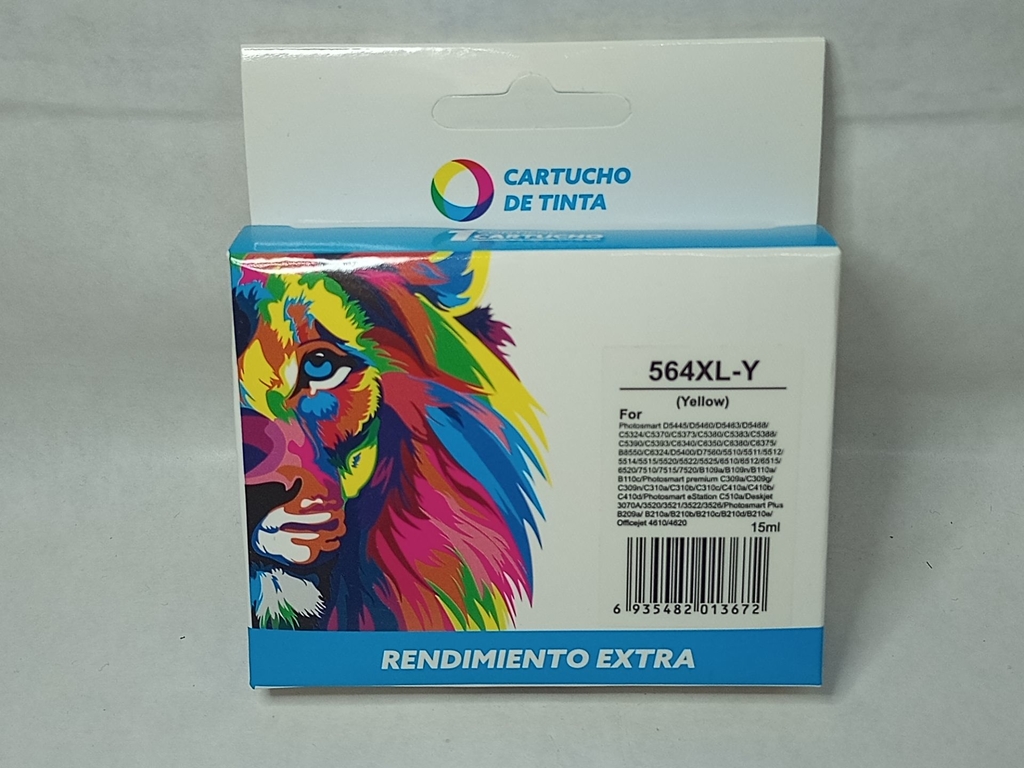 CARTUCHO
DE TINTA
1 CARTUCHO
564XL-Y
(Yellow)
For
Photosmart D5445/D5460/D5463/D5468/
C5324/C5370/C5373/C5380/C5383/C5388/
C5390/C5393/C6340/C6350/C6380/C6375/
B8550/C6324/D5400/D7560/5510/5511/5512/
5514/5515/5520/5522/5525/6510/6512/6515/
6520/7510/7515/7520/B109a/B109n/B110a/
B110c/Photosmart premium C309a/C309g/
C309n/C310a/C310b/C310c/C410a/C410b/
C410d/Photosmart eStation C510a/Deskjet
3070A/3520/3521/3522/3526/Photosmart Plus
B209a/ B210a/B210b/B210c/B210d/B210e/
Officejet 4610/4620
15ml
6 935482 013672
RENDIMIENTO EXTRA